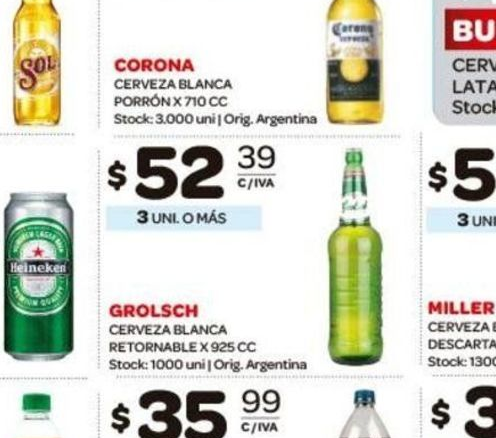 SOL
CORONA
CERVEZA BLANCA
PORRÓN X 710 CC
Stock: 3.000 uni | Orig. Argentina
Corona
BU
CERV
LATA
Stock
$52 39
C/IVA
3 UNI. O MÁS
$5
3 UNI
Heineken
GROLSCH
CERVEZA BLANCA
RETORNABLE X 925 CC
Stock: 1000 uni | Orig. Argentina
MILLER
CERVEZA B
DESCARTA
Stock: 1300
$35 99
C/IVA
$3